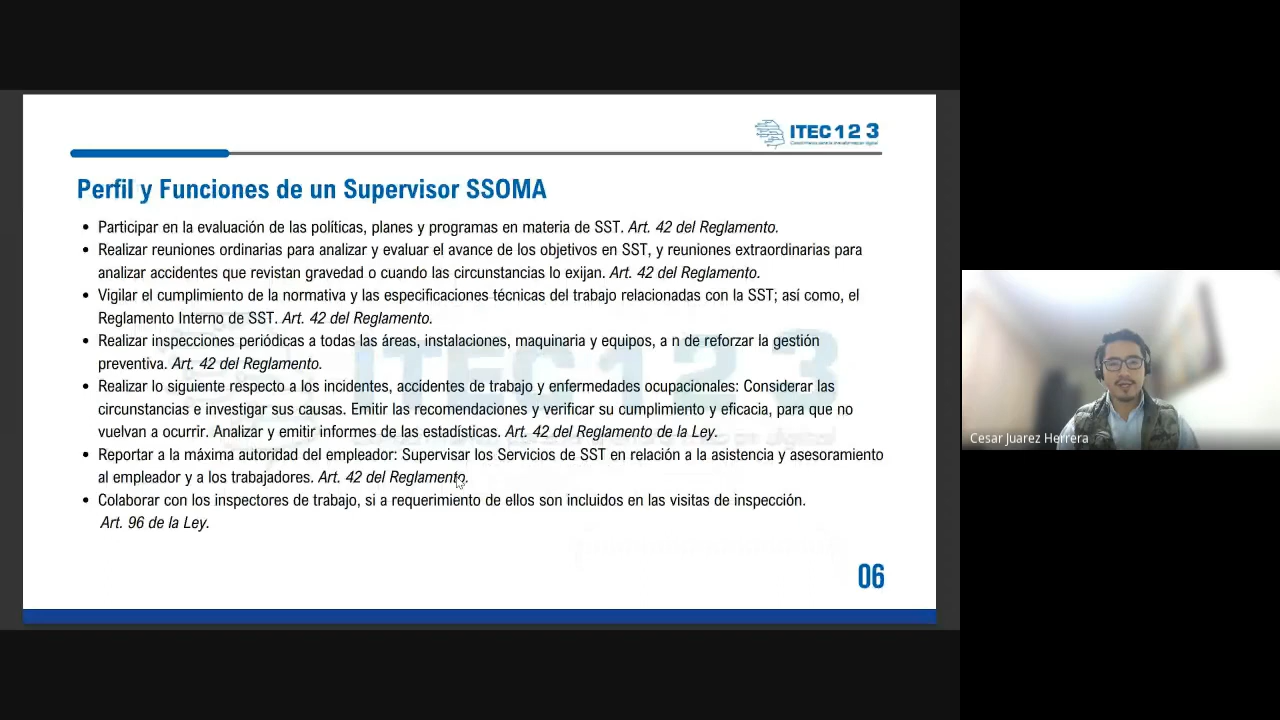 ITEC 1 2 3
Perfil y Funciones de un Supervisor SSOMA
• Participar en la evaluación de las políticas, planes y programas en materia de SST. Art. 42 del Reglamento.
• Realizar reuniones ordinarias para analizar y evaluar el avance de los objetivos en SST, y reuniones extraordinarias para
analizar accidentes que revistan gravedad o cuando las circunstancias lo exijan. Art. 42 del Reglamento.
• Vigilar el cumplimiento de la normativa y las especificaciones técnicas del trabajo relacionadas con la SST; así como, el
Reglamento Interno de SST. Art. 42 del Reglamento.
• Realizar inspecciones periódicas a todas las áreas, instalaciones, maquinaria y equipos, a n de reforzar la gestión
preventiva. Art. 42 del Reglamento.
• Realizar lo siguiente respecto a los incidentes, accidentes de trabajo y enfermedades ocupacionales: Considerar las
circunstancias e investigar sus causas. Emitir las recomendaciones y verificar su cumplimiento y eficacia, para que no
vuelvan a ocurrir. Analizar y emitir informes de las estadísticas. Art. 42 del Reglamento de la Ley.
• Reportar a la máxima autoridad del empleador: Supervisar los Servicios de SST en relación a la asistencia y asesoramiento
al empleador y a los trabajadores. Art. 42 del Reglamento.
• Colaborar con los inspectores de trabajo, si a requerimiento de ellos son incluidos en las visitas de inspección.
Art. 96 de la Ley.
06
Cesar Juarez Herrera